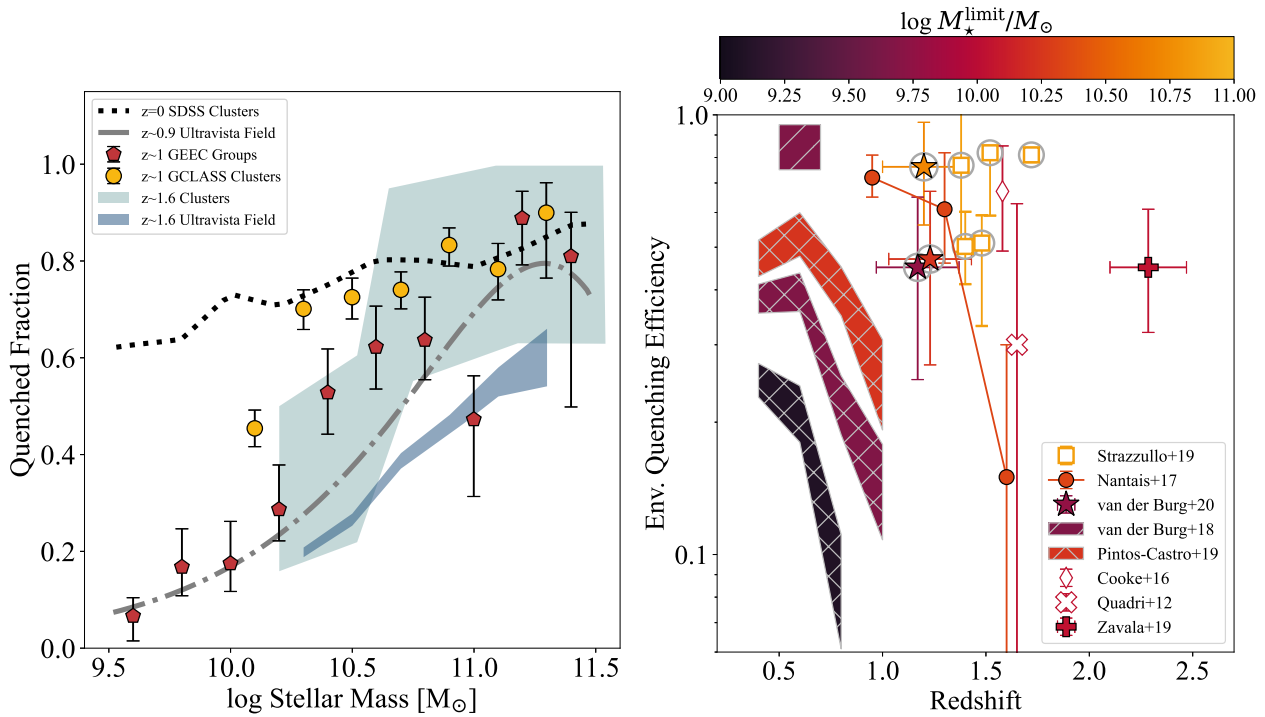 z=0 SDSS Clusters
z~0.9 Ultravista Field
z~1 GEEC Groups
z~1 GCLASS Clusters
z~1.6 Clusters
z~1.6 Ultravista Field
Quenched Fraction
1.0
0.8
0.6
0.4
0.2
0.0
9.5 10.0 10.5 11.0 11.5
log Stellar Mass [M⊙]
log M⋆^limit/M⊙
9.00 9.25 9.50 9.75 10.00 10.25 10.50 10.75 11.00
Env. Quenching Efficiency
1.0
0.1
Strazzullo+19
Nantais+17
van der Burg+20
van der Burg+18
Pintos-Castro+19
Cooke+16
Quadri+12
Zavala+19
0.5 1.0 1.5 2.0 2.5
Redshift